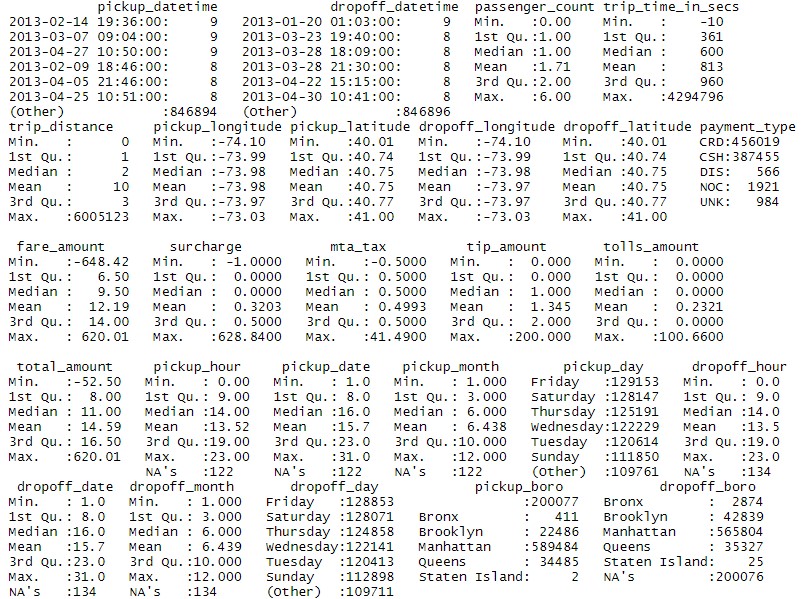 pickup_datetime dropoff_datetime passenger_count trip_time_in_secs
2013-02-14 19:36:00: 9 2013-01-20 01:03:00: 9 Min. :0.00 Min. : -10
2013-03-07 09:04:00: 9 2013-03-23 19:40:00: 8 1st Qu.:1.00 1st Qu.: 361
2013-04-27 10:50:00: 9 2013-03-28 18:09:00: 8 Median :1.00 Median : 600
2013-02-09 18:46:00: 8 2013-03-28 21:30:00: 8 Mean :1.71 Mean : 813
2013-04-05 21:46:00: 8 2013-04-22 15:15:00: 8 3rd Qu.:2.00 3rd Qu.: 960
2013-04-25 10:51:00: 8 2013-04-30 10:41:00: 8 Max. :6.00 Max. :4294796
(Other) :846894 (Other) :846896
trip_distance pickup_longitude pickup_latitude dropoff_longitude dropoff_latitude payment_type
Min. : 0 Min. :-74.10 Min. :40.01 Min. :-74.10 Min. :40.01 CRD:456019
1st Qu.: 1 1st Qu.:-73.99 1st Qu.:40.74 1st Qu.:-73.99 1st Qu.:40.74 CSH:387455
Median : 2 Median :-73.98 Median :40.75 Median :-73.98 Median :40.75 DIS: 566
Mean : 10 Mean :-73.98 Mean :40.75 Mean :-73.98 Mean :40.75 NOC: 1921
3rd Qu.: 3 3rd Qu.:-73.97 3rd Qu.:40.77 3rd Qu.:-73.97 3rd Qu.:40.77 UNK: 984
Max. :6005123 Max. :-73.03 Max. :41.00 Max. :-73.03 Max. :41.00
fare_amount surcharge mta_tax tip_amount tolls_amount
Min. :-648.42 Min. : -1.0000 Min. :-0.5000 Min. : 0.000 Min. : 0.0000
1st Qu.: 6.50 1st Qu.: 0.0000 1st Qu.: 0.5000 1st Qu.: 0.000 1st Qu.: 0.0000
Median : 9.50 Median : 0.0000 Median : 0.5000 Median : 1.000 Median : 0.0000
Mean : 12.19 Mean : 0.3203 Mean : 0.4993 Mean : 1.345 Mean : 0.2321
3rd Qu.: 14.00 3rd Qu.: 0.5000 3rd Qu.: 0.5000 3rd Qu.: 2.000 3rd Qu.: 0.0000
Max. : 620.01 Max. :628.8400 Max. :41.4900 Max. :200.000 Max. :100.6600
total_amount pickup_hour pickup_date pickup_month pickup_day dropoff_hour
Min. :-52.50 Min. : 0.00 Min. : 1.0 Min. : 1.000 Friday :129153 Min. : 0.0
1st Qu.: 8.00 1st Qu.: 9.00 1st Qu.: 8.0 1st Qu.: 3.000 Saturday :128147 1st Qu.: 9.0
Median : 11.00 Median :14.00 Median :16.0 Median : 6.000 Thursday :125191 Median :14.0
Mean : 14.59 Mean :13.52 Mean :15.7 Mean : 6.438 Wednesday:122229 Mean :13.5
3rd Qu.: 16.50 3rd Qu.:19.00 3rd Qu.:23.0 3rd Qu.:10.000 Tuesday :120614 3rd Qu.:19.0
Max. :620.01 Max. :23.00 Max. :31.0 Max. :12.000 Sunday :111850 Max. :23.0
NA's :122 NA's :122 NA's :122 (Other) :109761 NA's :134
dropoff_date dropoff_month dropoff_day pickup_boro dropoff_boro
Min. : 1.0 Min. : 1.000 Friday :128853 :200077 Bronx : 2874
1st Qu.: 8.0 1st Qu.: 3.000 Saturday :128071 Bronx : 411 Brooklyn : 42839
Median :16.0 Median : 6.000 Thursday :124858 Brooklyn : 22486 Manhattan :565804
Mean :15.7 Mean : 6.439 Wednesday:122141 Manhattan :589484 Queens : 35327
3rd Qu.:23.0 3rd Qu.:10.000 Tuesday :120413 Queens : 34485 Staten Island: 25
Max. :31.0 Max. :12.000 Sunday :112898 Staten Island: 2 NA's :200076
NA's :134 NA's :134 (Other) :109711